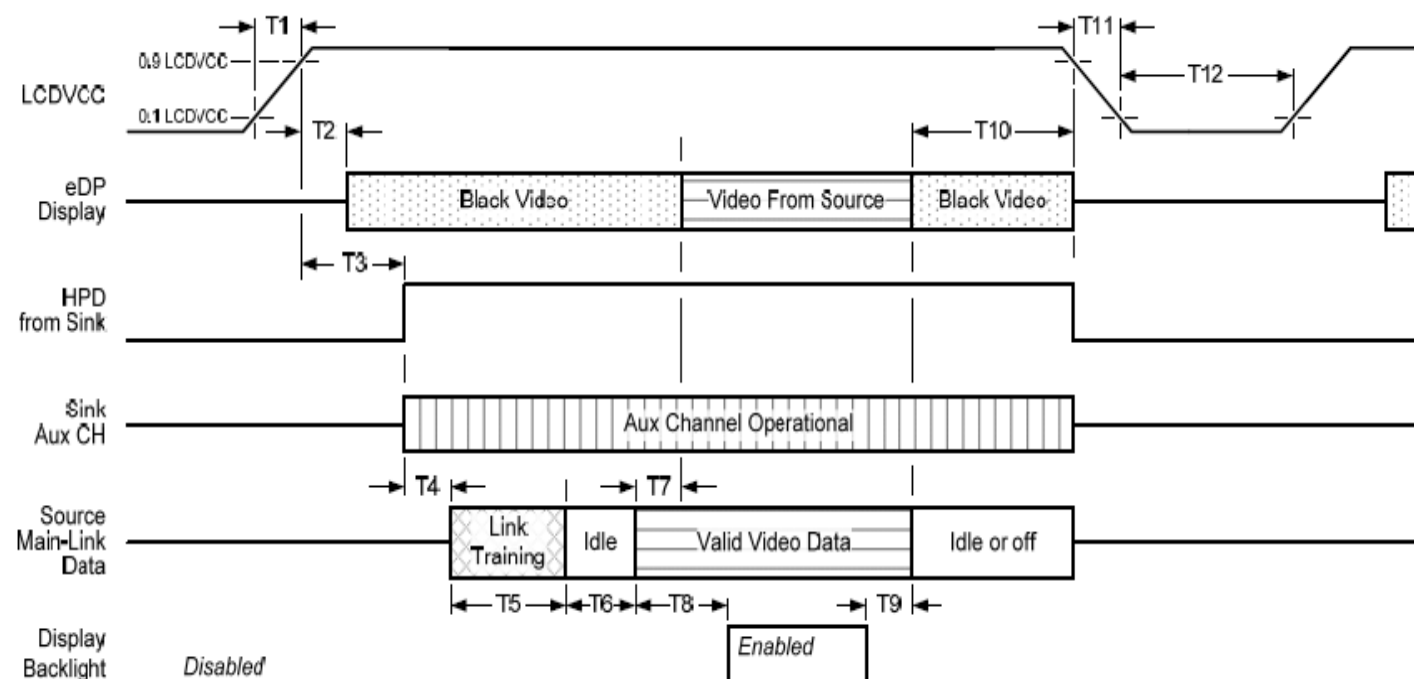 T1
T11
0.9 LCDVCC
LCDVCC
T12
0.1 LCDVCC
T2
T10
eDP
Display
Black Video
Video From Source
Black Video
T3
HPD
from Sink
Sink
Aux CH
Aux Channel Operational
T4
T7
Source
Main-Link
Data
Link
Training
Idle
Valid Video Data
Idle or off
T5
T6
T8
T9
Display
Backlight
Disabled
Enabled